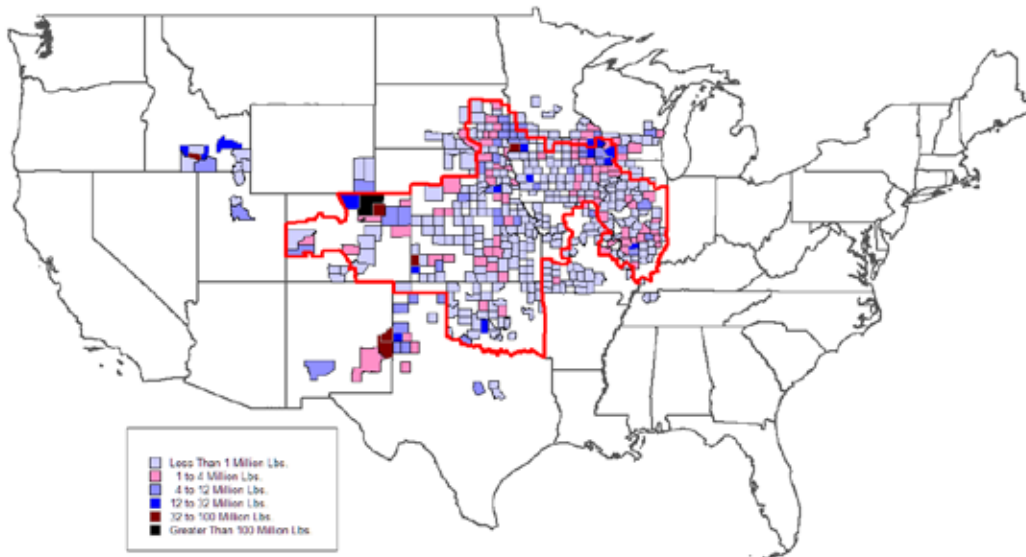 Less Than 1 Million Lbs.
1 to 4 Million Lbs.
4 to 12 Million Lbs.
12 to 32 Million Lbs.
32 to 100 Million Lbs.
Greater Than 100 Million Lbs.